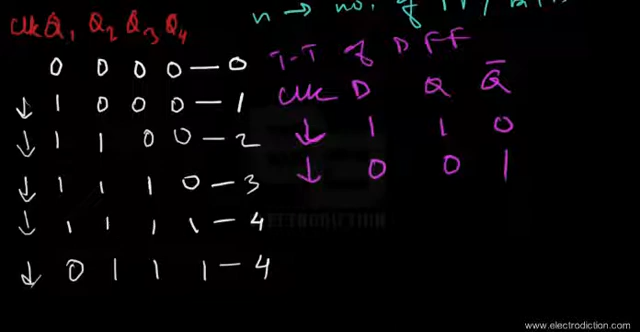 n → no. of
Clk Q1 Q2 Q3 Q4
0 0 0 0 — 0
↓ 1 0 0 0 — 1
↓ 1 1 0 0 — 2
↓ 1 1 1 0 — 3
↓ 1 1 1 1 — 4
↓ 0 1 1 1 — 4
T-T of D FF
Clk D Q Q̅
↓ 1 1 0
↓ 0 0 1
www.electrodiction.com